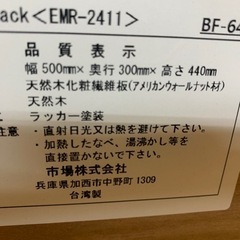 ack<EMR-2411>
BF-64
表示
幅500mm×奥行300mm×高さ440mm
天然木化粧繊維板(アメリカンウォールナット材)
天然木
ラッカー塗装
注意 ・直射日光又は熱を避けて下さい。
・加熱したなべ、湯沸かし等を
直接置かないで下さい。
市場株式会社
兵庫県加西市中野町1309
台湾製